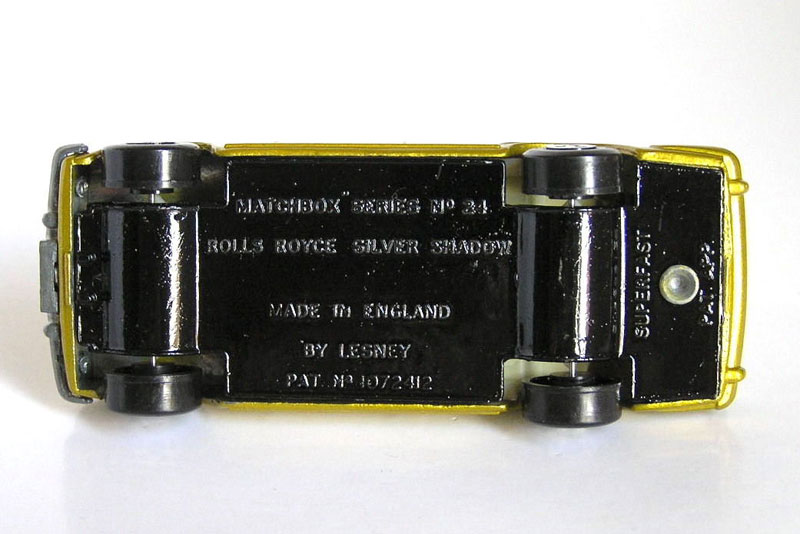 "MATCHBOX" SERIES Nº 24
ROLLS ROYCE SILVER SHADOW
MADE IN ENGLAND
BY LESNEY
PAT. Nº 1072412
SUPERFAST
PAT APP